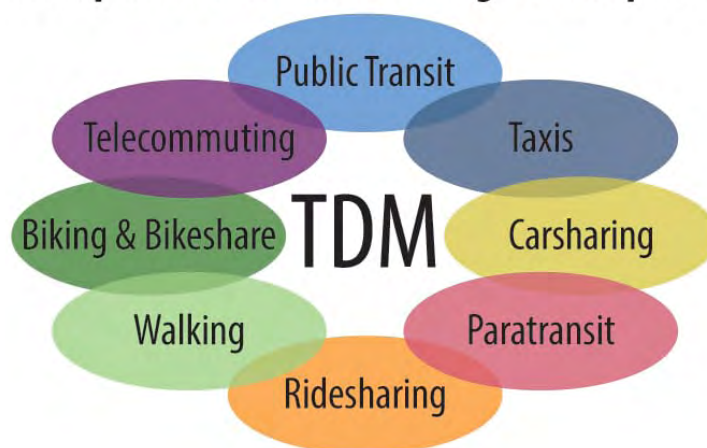 Public Transit
Telecommuting
Taxis
Biking & Bikeshare
TDM
Carsharing
Walking
Paratransit
Ridesharing